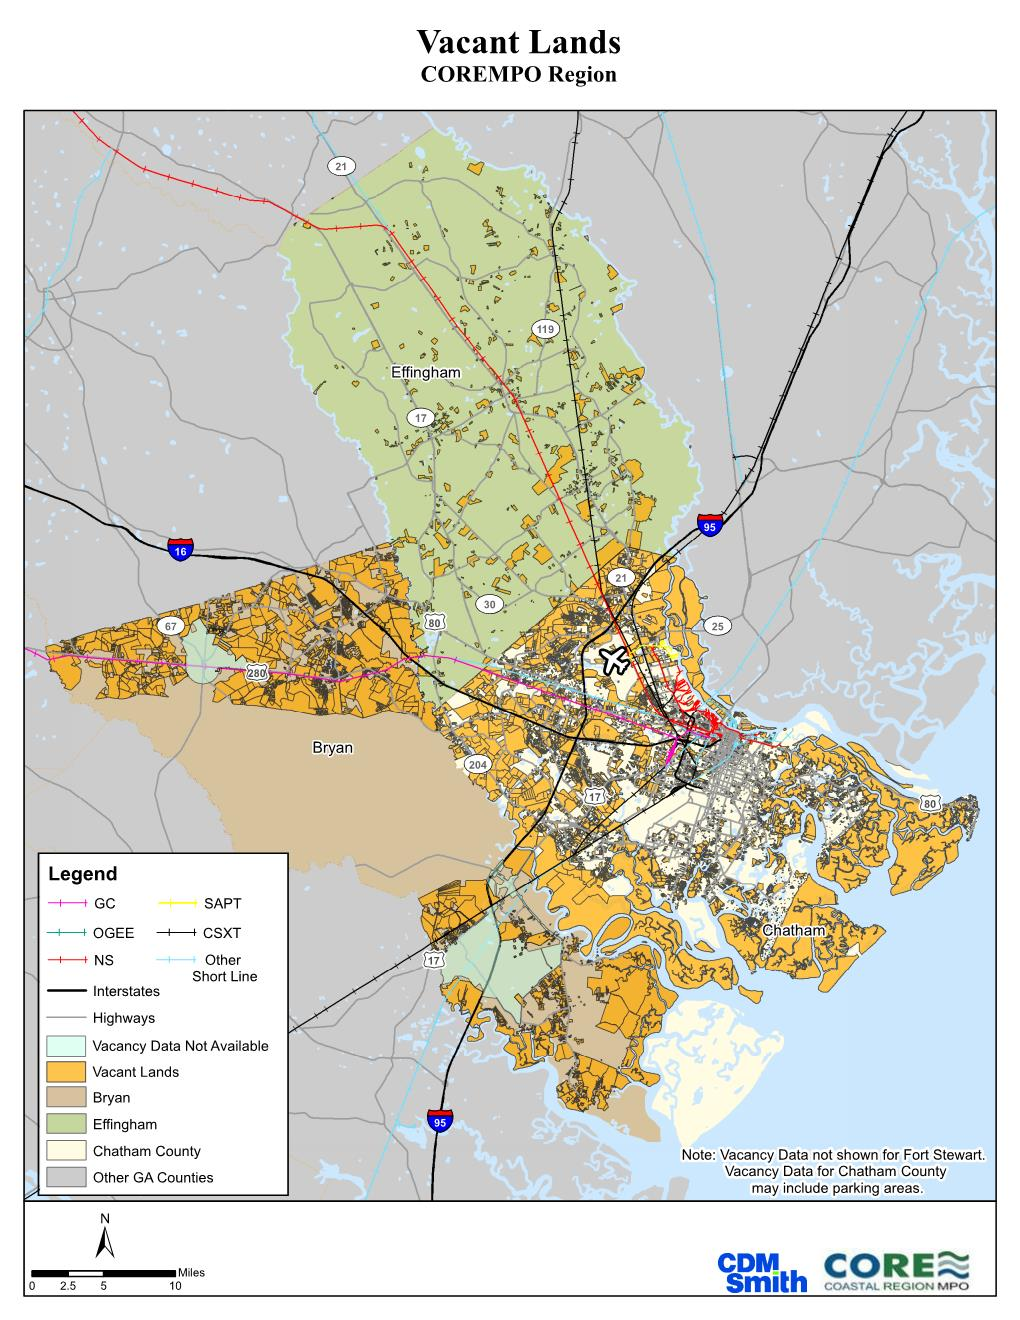 Vacant Lands
COREMPO Region
21
119
Effingham
17
95
16
21
30
80
25
67
280
Bryan
204
17
80
Chatham
17
95
Legend
GC
SAPT
OGEE
CSXT
NS
Other
Short Line
Interstates
Highways
Vacancy Data Not Available
Vacant Lands
Bryan
Effingham
Chatham County
Other GA Counties
Note: Vacancy Data not shown for Fort Stewart.
Vacancy Data for Chatham County
may include parking areas.
N
Miles
0 2.5 5 10
CDM
Smith
CORE
COASTAL REGION MPO